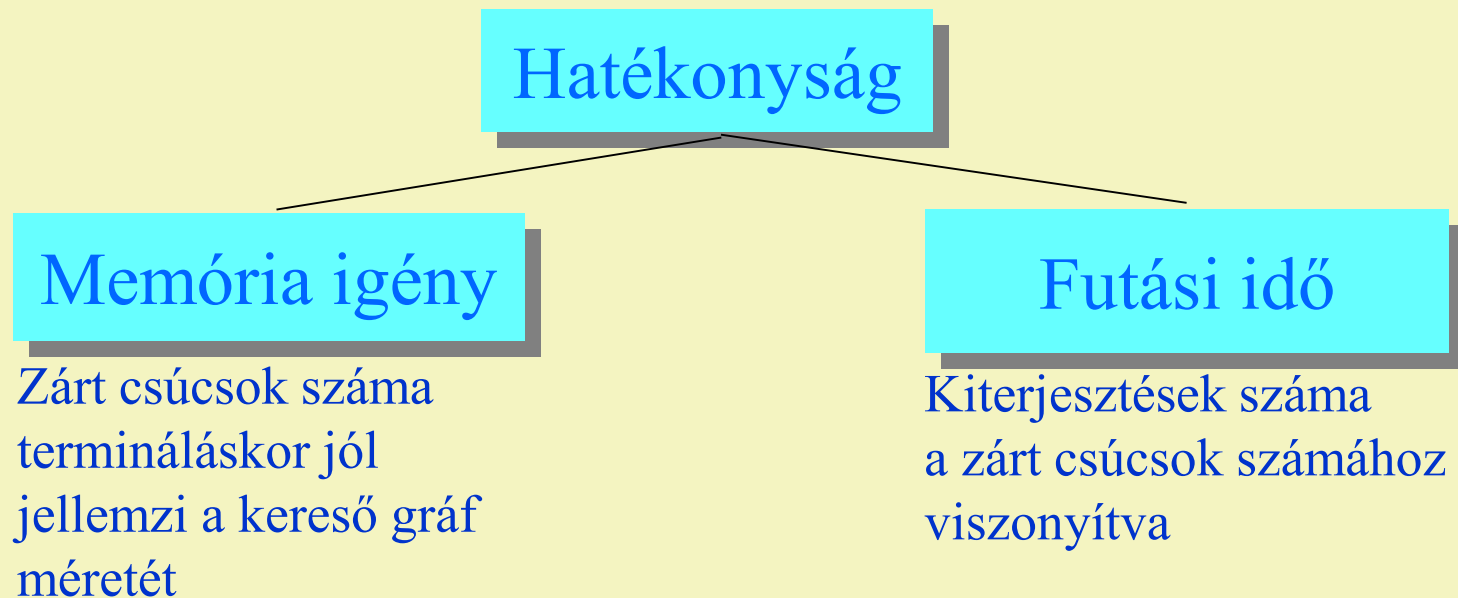 Hatékonyság
Memória igény
Zárt csúcsok száma
termináláskor jól
jellemzi a kereső gráf
méretét
Futási idő
Kiterjesztések száma
a zárt csúcsok számához
viszonyítva